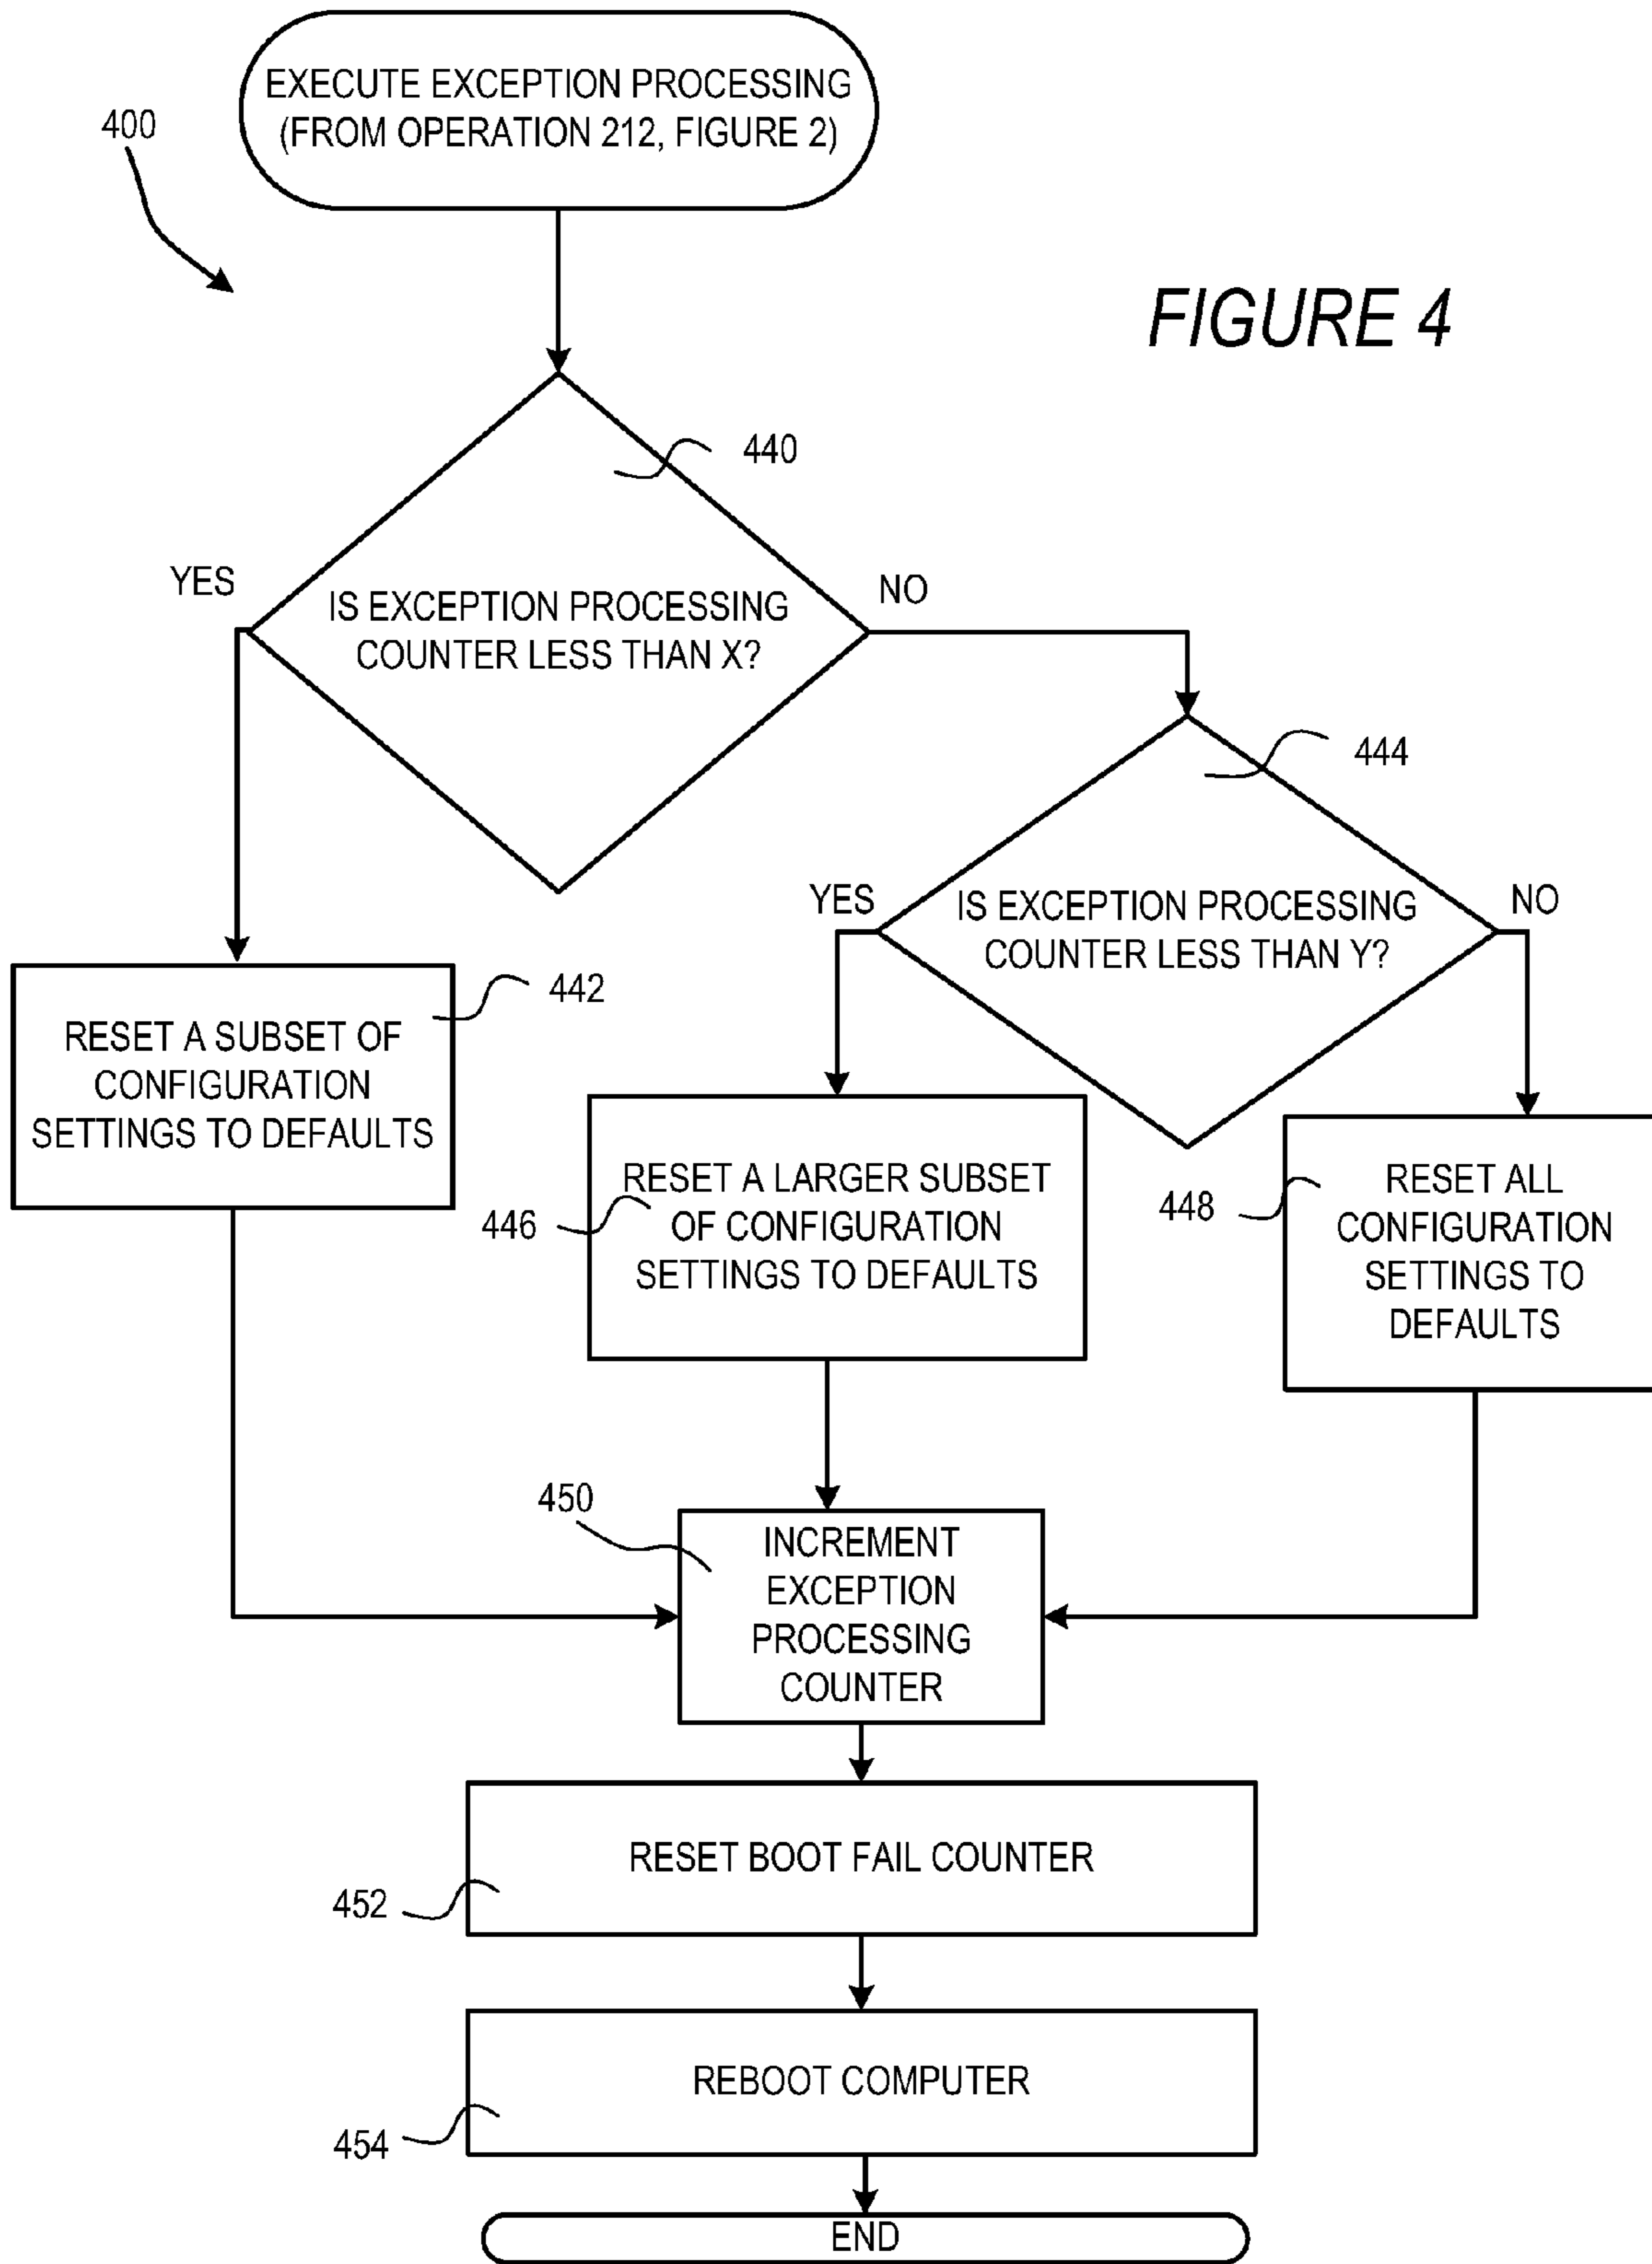 EXECUTE EXCEPTION PROCESSING
(FROM OPERATION 212, FIGURE 2)
400
FIGURE 4
440
YES
NO
IS EXCEPTION PROCESSING
COUNTER LESS THAN X?
444
YES
NO
IS EXCEPTION PROCESSING
COUNTER LESS THAN Y?
442
RESET A SUBSET OF
CONFIGURATION
SETTINGS TO DEFAULTS
446
RESET A LARGER SUBSET
OF CONFIGURATION
SETTINGS TO DEFAULTS
448
RESET ALL
CONFIGURATION
SETTINGS TO
DEFAULTS
450
INCREMENT
EXCEPTION
PROCESSING
COUNTER
RESET BOOT FAIL COUNTER
452
REBOOT COMPUTER
454
END